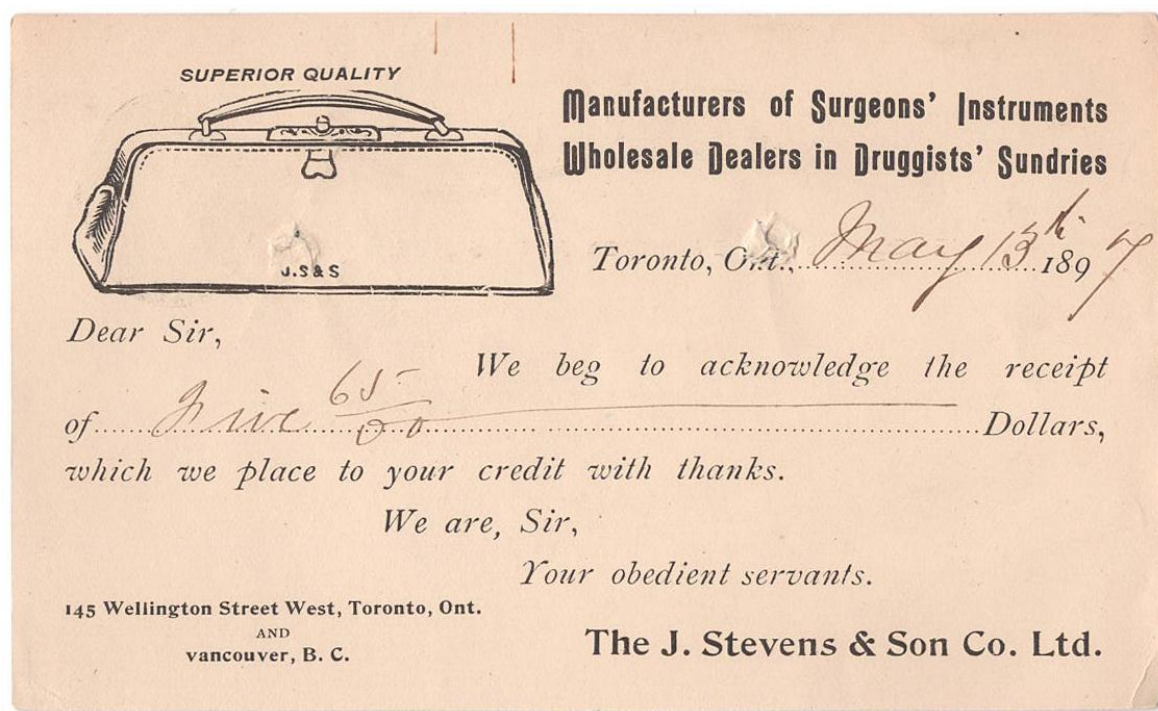 SUPERIOR QUALITY
J.S & S
Manufacturers of Surgeons' Instruments
Wholesale Dealers in Druggists' Sundries
Toronto, Ont., May 13th 1897
Dear Sir,
We beg to acknowledge the receipt
of Five 65/00 Dollars,
which we place to your credit with thanks.
We are, Sir,
Your obedient servants.
145 Wellington Street West, Toronto, Ont.
AND
vancouver, B. C.
The J. Stevens & Son Co. Ltd.